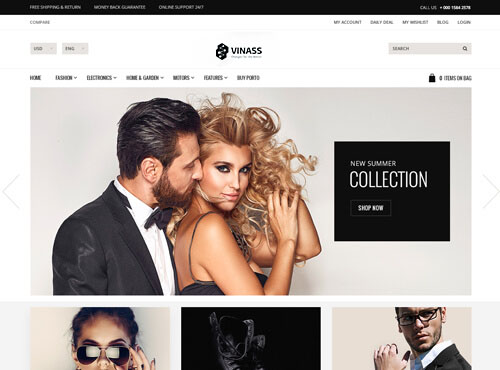 FREE SHIPPING & RETURN MONEY BACK GUARANTEE ONLINE SUPPORT 24/7 CALL US + 000 1584 2578
COMPARE MY ACCOUNT DAILY DEAL MY WISHLIST BLOG LOGIN
USD ENG VINASS SEARCH
HOME FASHION ELECTRONICS HOME & GARDEN MOTORS FEATURES BUY PORTO 0 ITEMS ON BAG
NEW SUMMER
COLLECTION
SHOP NOW